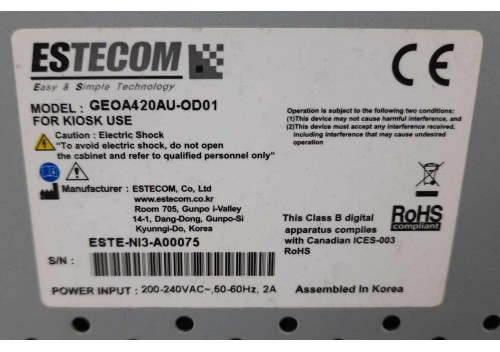 ESTECOM
Easy & Simple Technology
CE
MODEL : GEOA420AU-OD01
FOR KIOSK USE
Caution : Electric Shock
"To avoid electric shock, do not open
the cabinet and refer to qualified personnel only"
Operation is subject to the following two conditions:
(1)This device may not cause harmful interference, and
(2)This device must accept any interference received,
including interference that may cause undesired
operation
Manufacturer : ESTECOM, Co, Ltd
www.estecom.co.kr
Room 705, Gunpo i-Valley
14-1, Dang-Dong, Gunpo-Si
Kyunngi-Do, Korea
This Class B digital
apparatus complies
with Canadian ICES-003
RoHS
RoHS
compliant
ESTE-NI3-A00075
S/N :
POWER INPUT : 200-240VAC~,50-60Hz, 2A
Assembled In Korea